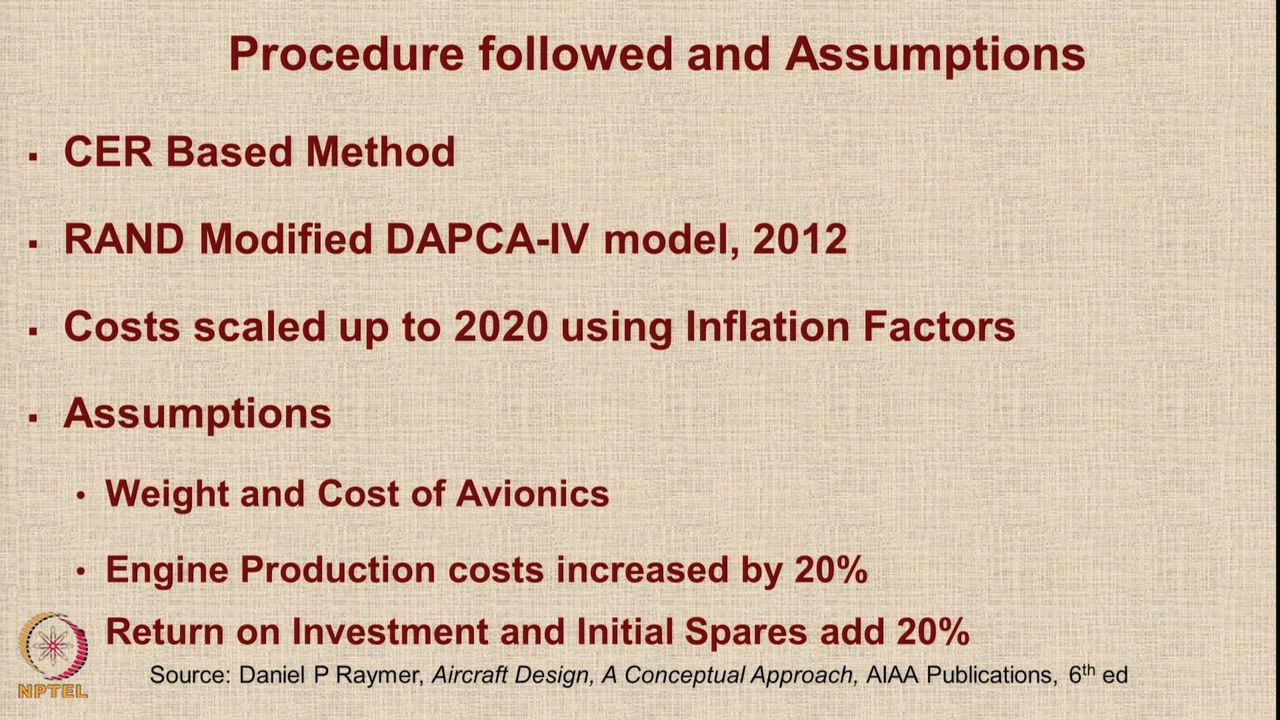 Procedure followed and Assumptions
▪ CER Based Method
▪ RAND Modified DAPCA-IV model, 2012
▪ Costs scaled up to 2020 using Inflation Factors
▪ Assumptions
• Weight and Cost of Avionics
• Engine Production costs increased by 20%
Return on Investment and Initial Spares add 20%
Source: Daniel P Raymer, Aircraft Design, A Conceptual Approach, AIAA Publications, 6th ed
NPTEL